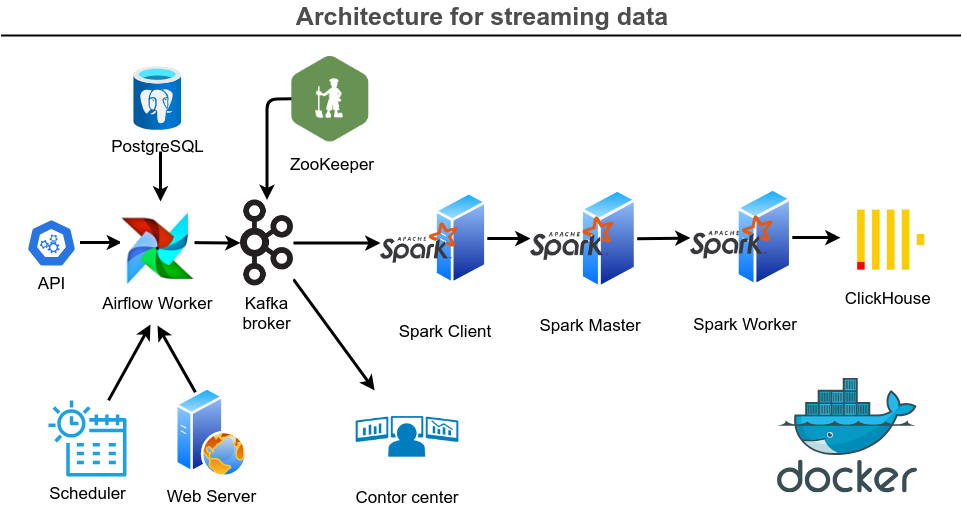 Architecture for streaming data
PostgreSQL
ZooKeeper
API
Airflow Worker
Kafka
broker
APACHE
Spark
Spark Client
APACHE
Spark
Spark Master
APACHE
Spark
Spark Worker
ClickHouse
Scheduler
Web Server
Contor center
docker